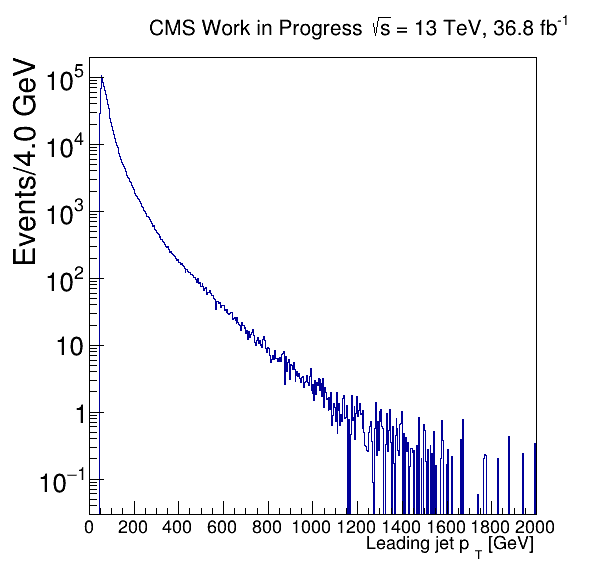 CMS Work in Progress √s = 13 TeV, 36.8 fb⁻¹
Events/4.0 GeV
10⁵
10⁴
10³
10²
10
1
10⁻¹
0 200 400 600 800 1000 1200 1400 1600 1800 2000
Leading jet p_T [GeV]